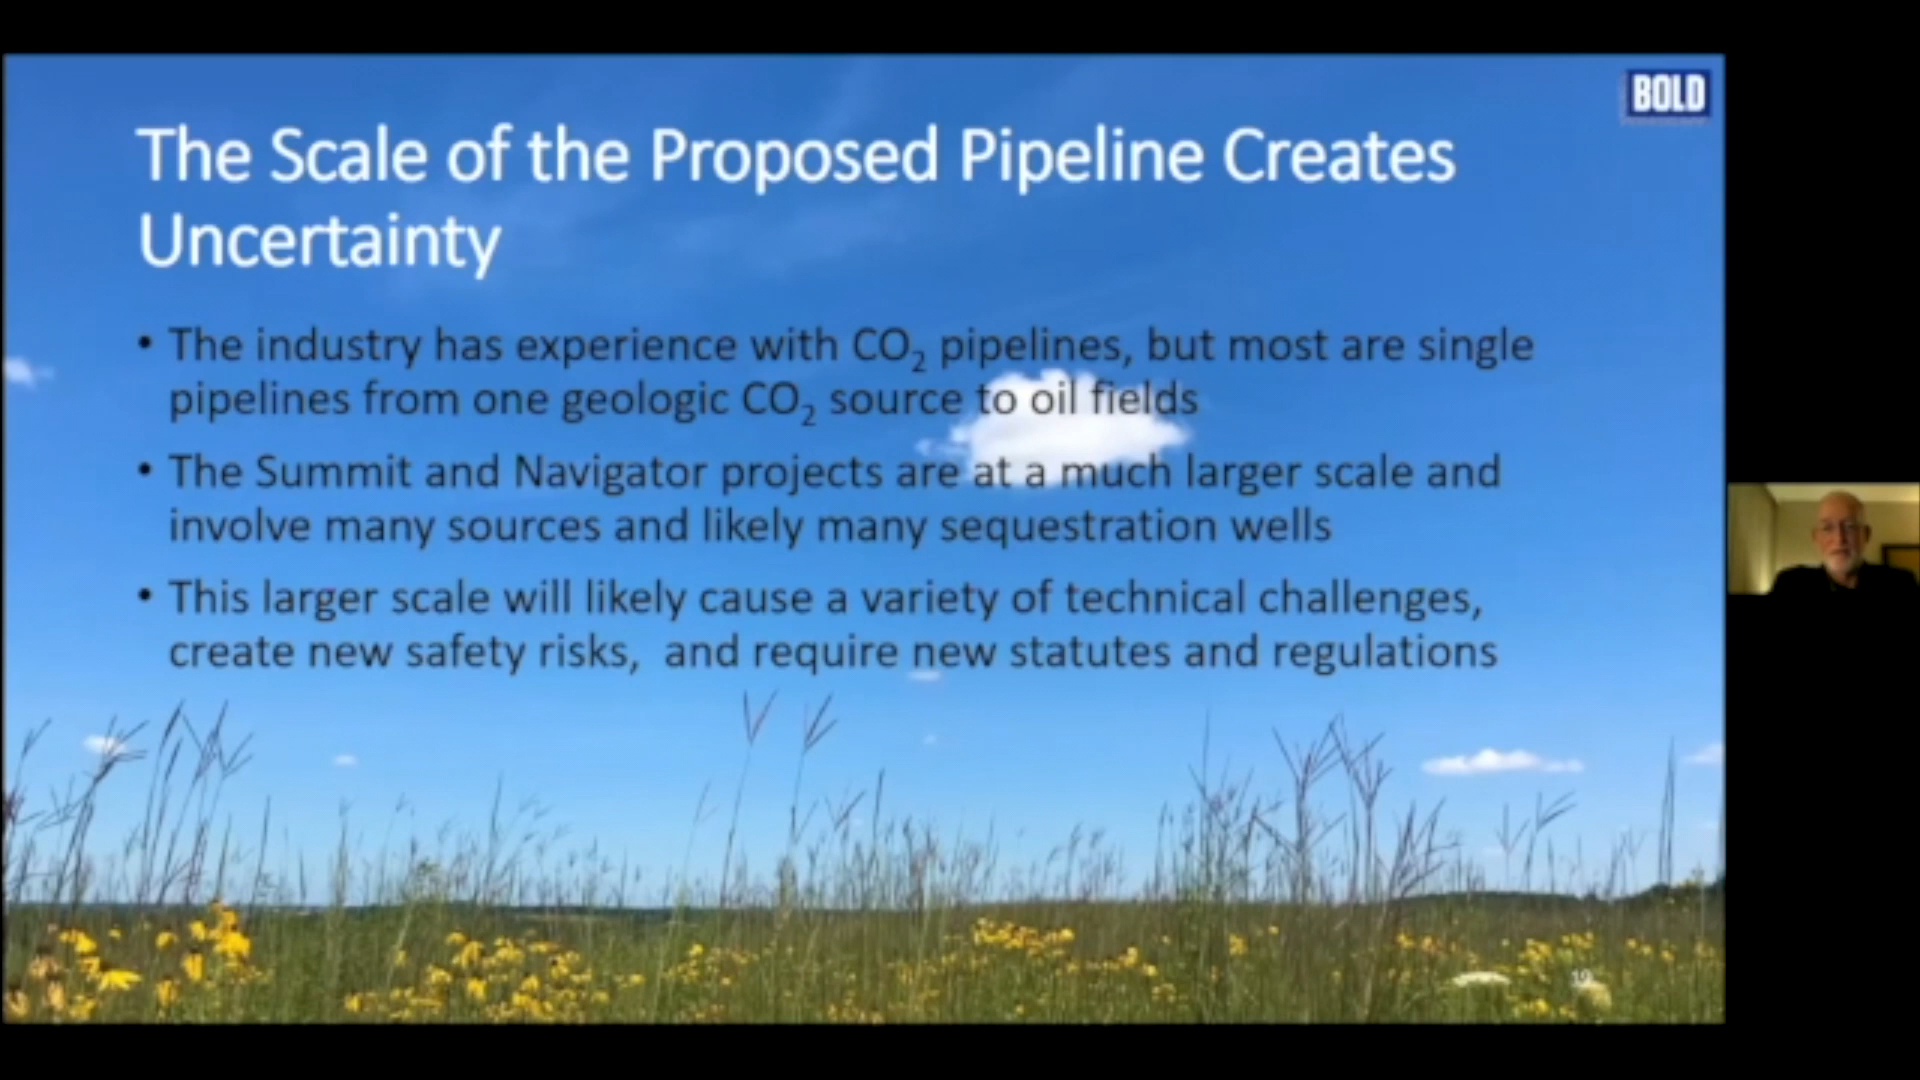 BOLD
The Scale of the Proposed Pipeline Creates
Uncertainty
• The industry has experience with CO₂ pipelines, but most are single
pipelines from one geologic CO₂ source to oil fields
• The Summit and Navigator projects are at a much larger scale and
involve many sources and likely many sequestration wells
• This larger scale will likely cause a variety of technical challenges,
create new safety risks,  and require new statutes and regulations
19